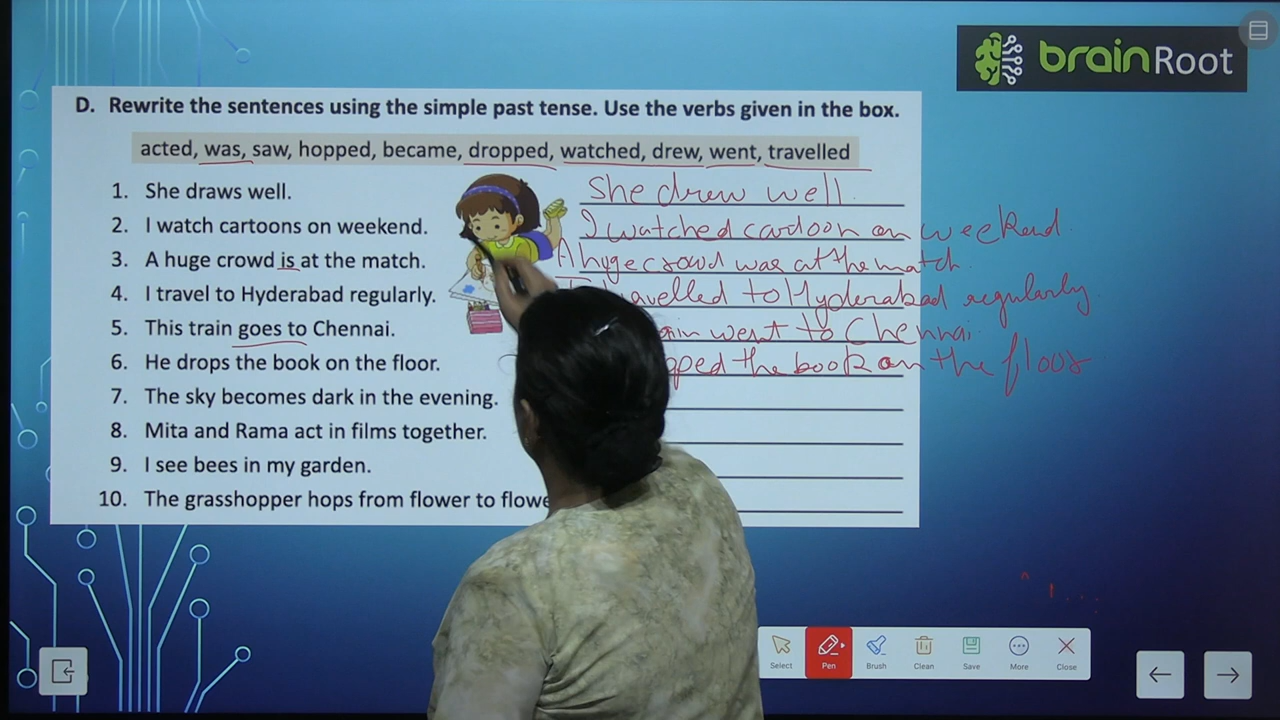 brainRoot
D. Rewrite the sentences using the simple past tense. Use the verbs given in the box.
acted, was, saw, hopped, became, dropped, watched, drew, went, travelled
1. She draws well. She drew well.
2. I watch cartoons on weekend. I watched cartoon on weekend.
3. A huge crowd is at the match. A huge crowd was at the match.
4. I travel to Hyderabad regularly. to Hyderabad regularly.
5. This train goes to Chennai. went to Chennai.
6. He drops the book on the floor. the book on the floor
7. The sky becomes dark in the evening.
8. Mita and Rama act in films together.
9. I see bees in my garden.
10. The grasshopper hops from flower to
Select Pen Brush Clean Save More Close